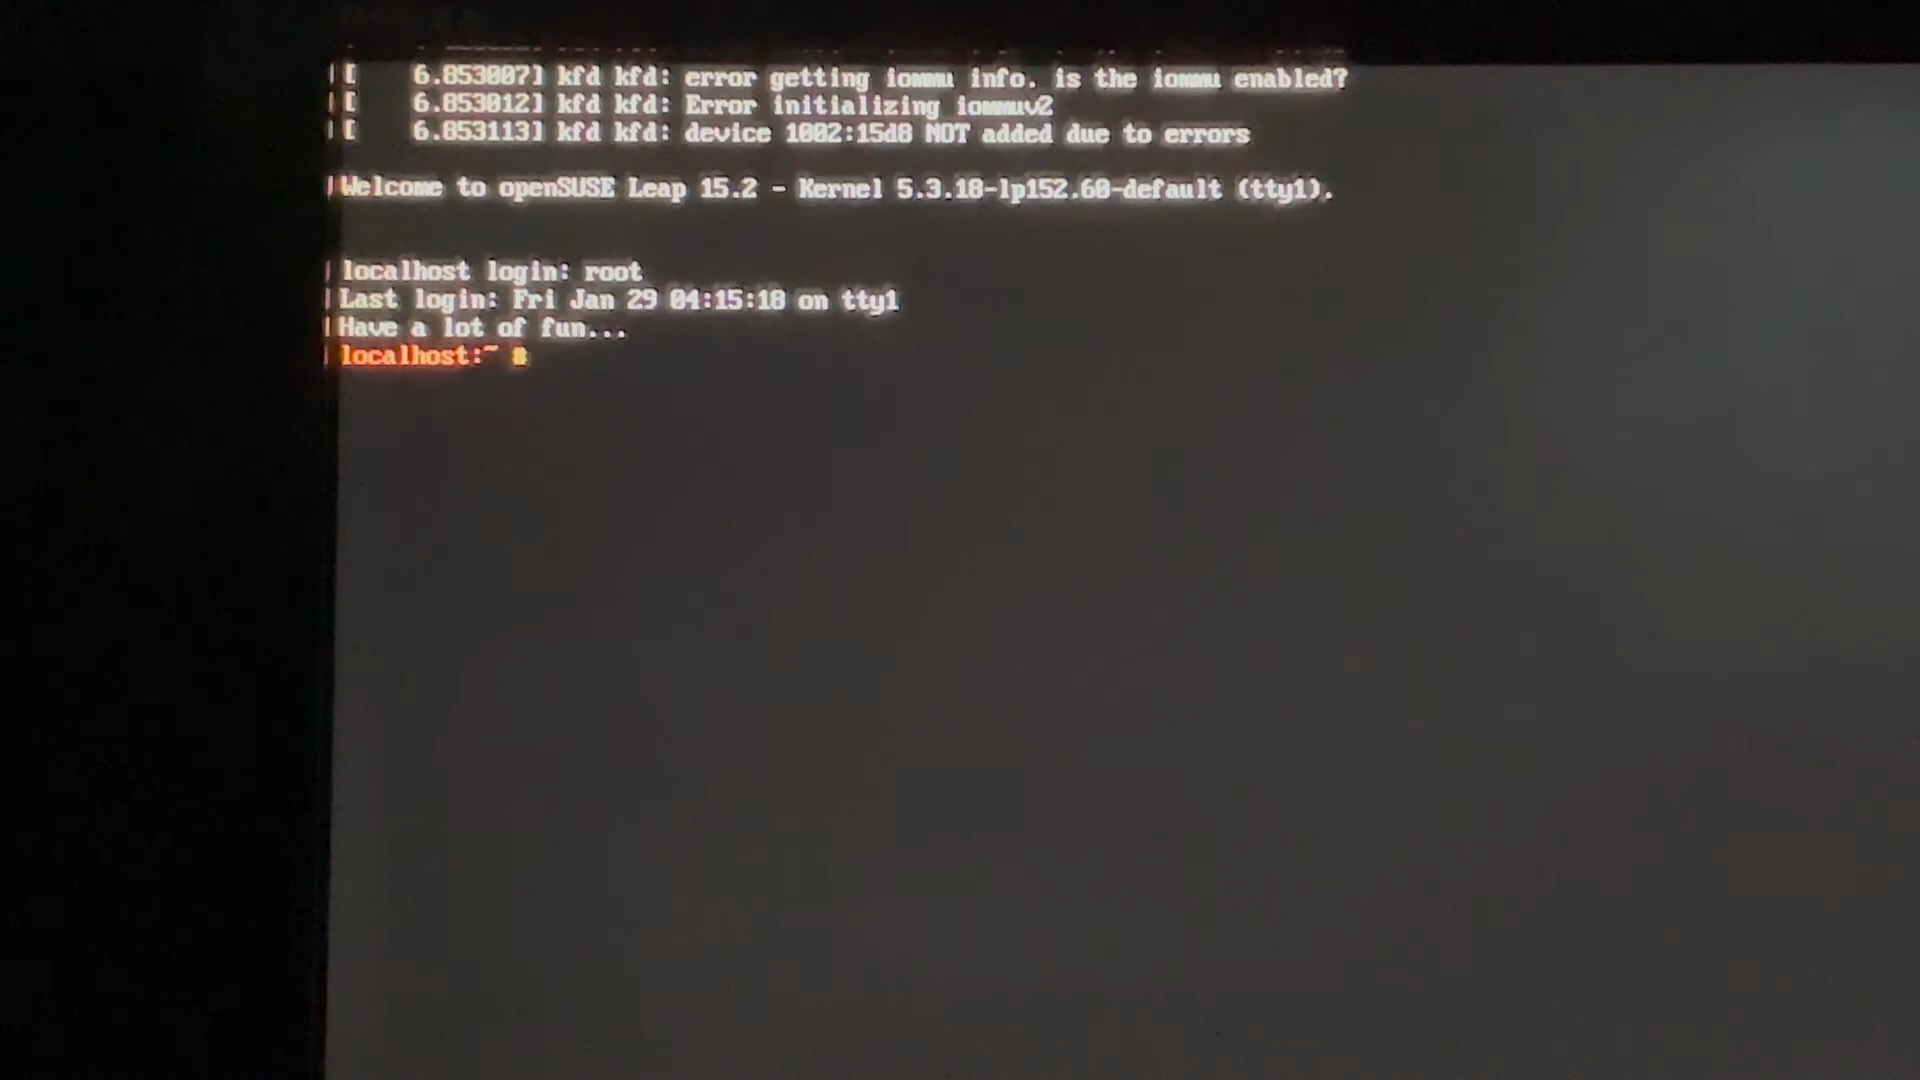 [    6.853007] kfd kfd: error getting iommu info. is the iommu enabled?
[    6.853012] kfd kfd: Error initializing iommuv2
[    6.853113] kfd kfd: device 1002:15d8 NOT added due to errors
Welcome to openSUSE Leap 15.2 - Kernel 5.3.18-lp152.60-default (tty1).
localhost login: root
Last login: Fri Jan 29 04:15:18 on tty1
Have a lot of fun...
localhost:~ #